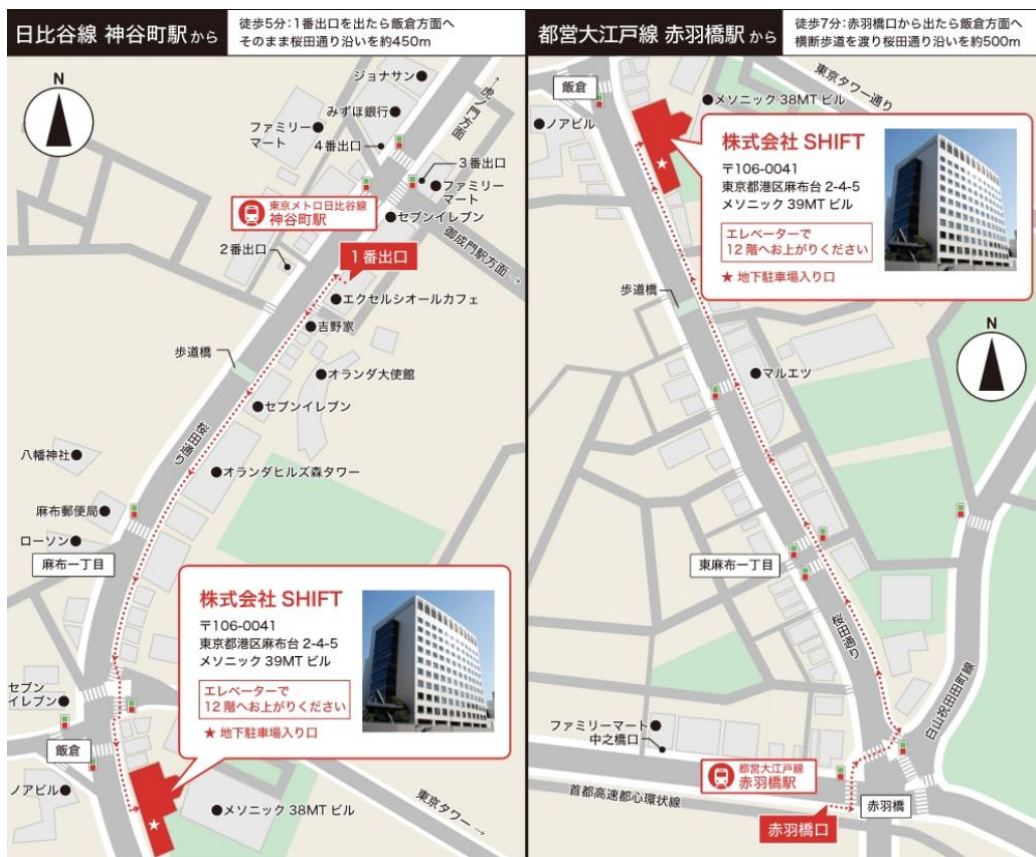 日比谷線 神谷町駅から
徒歩5分：1番出口を出たら飯倉方面へ
そのまま桜田通り沿いを約450m
N
ジョナサン
みずほ銀行
ファミリー
マート
4番出口
虎ノ門方面
3番出口
ファミリー
マート
東京メトロ日比谷線
神谷町駅
セブンイレブン
御成門駅方面→
2番出口
1番出口
エクセルシオールカフェ
吉野家
歩道橋
オランダ大使館
セブンイレブン
桜田通り
オランダヒルズ森タワー
八幡神社
麻布郵便局
ローソン
麻布一丁目
株式会社 SHIFT
〒106-0041
東京都港区麻布台 2-4-5
メソニック 39MT ビル
エレベーターで
12階へお上がりください
★ 地下駐車場入り口
セブン
イレブン
飯倉
ノアビル
メソニック 38MT ビル
東京タワー →
都営大江戸線 赤羽橋駅から
徒歩7分：赤羽橋口から出たら飯倉方面へ
横断歩道を渡り桜田通り沿いを約500m
飯倉
東京タワー通り
メソニック 38MT ビル
ノアビル
株式会社 SHIFT
〒106-0041
東京都港区麻布台 2-4-5
メソニック 39MT ビル
エレベーターで
12階へお上がりください
★ 地下駐車場入り口
歩道橋
N
マルエツ
東麻布一丁目
桜田通り
白山祝田田町線
ファミリーマート
中之橋口
都営大江戸線
赤羽橋駅
首都高速都心環状線
赤羽橋
赤羽橋口